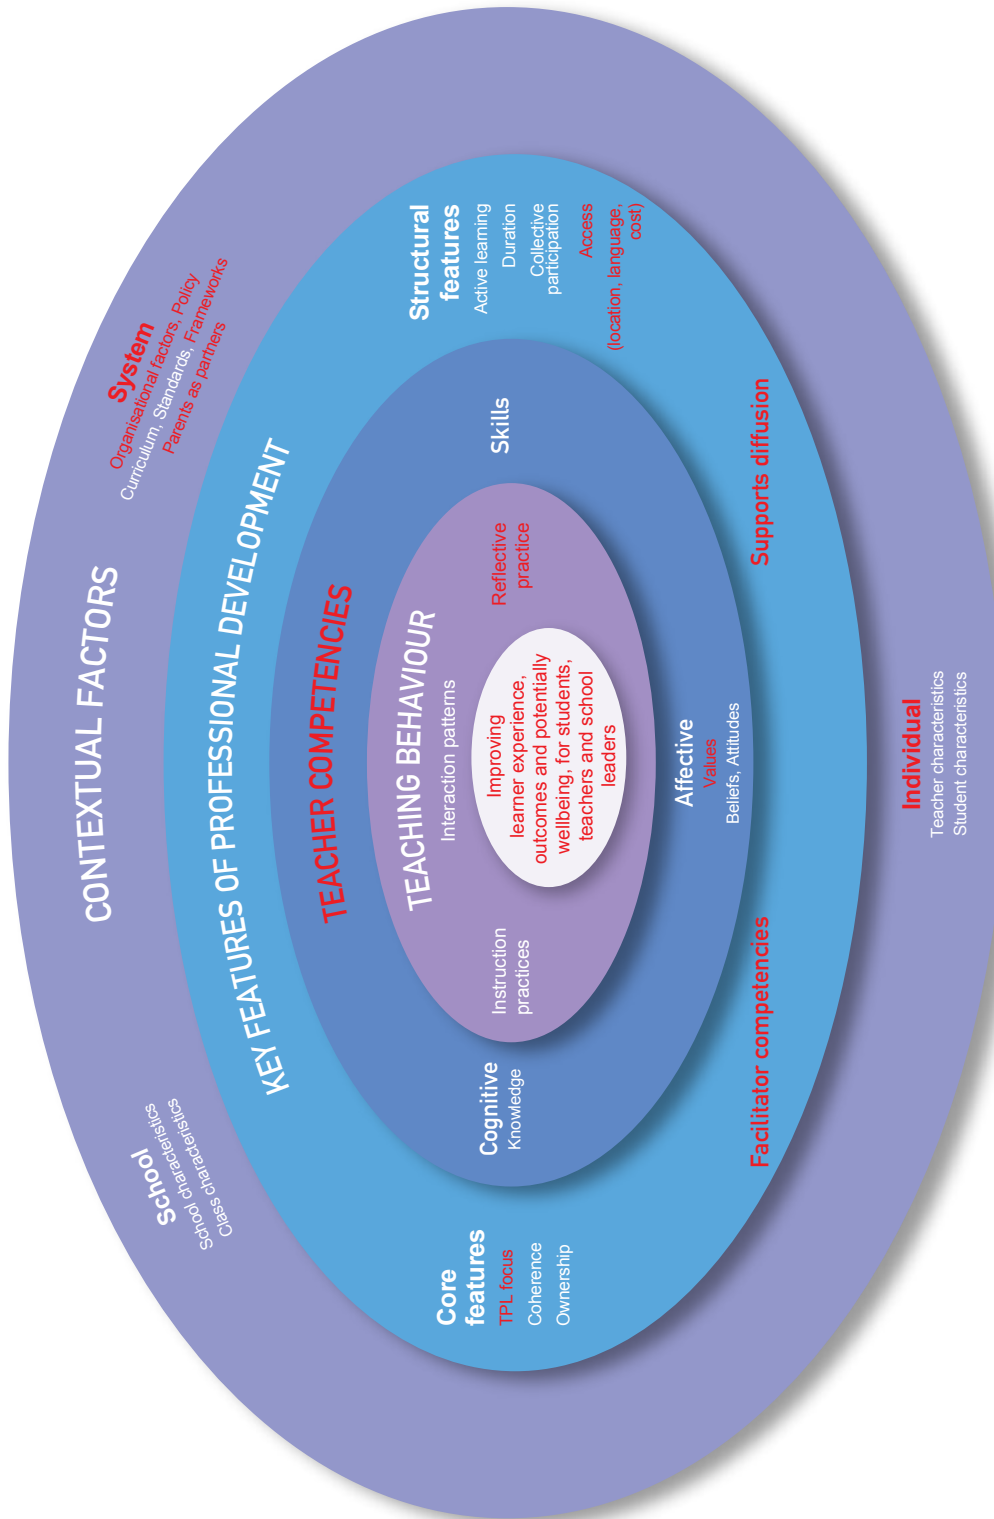 CONTEXTUAL FACTORS
School
School characteristics
Class characteristics
System
Organisational factors, Policy
Curriculum, Standards, Frameworks
Parents as partners
KEY FEATURES OF PROFESSIONAL DEVELOPMENT
TEACHER COMPETENCIES
TEACHING BEHAVIOUR
Interaction patterns
Core
features
TPL focus
Coherence
Ownership
Cognitive
Knowledge
Instruction
practices
Improving
learner experience,
outcomes and potentially
wellbeing, for students,
teachers and school
leaders
Reflective
practice
Skills
Structural
features
Active learning
Duration
Collective
participation
Access
(location, language,
cost)
Affective
Values
Beliefs, Attitudes
Facilitator competencies
Supports diffusion
Individual
Teacher characteristics
Student characteristics